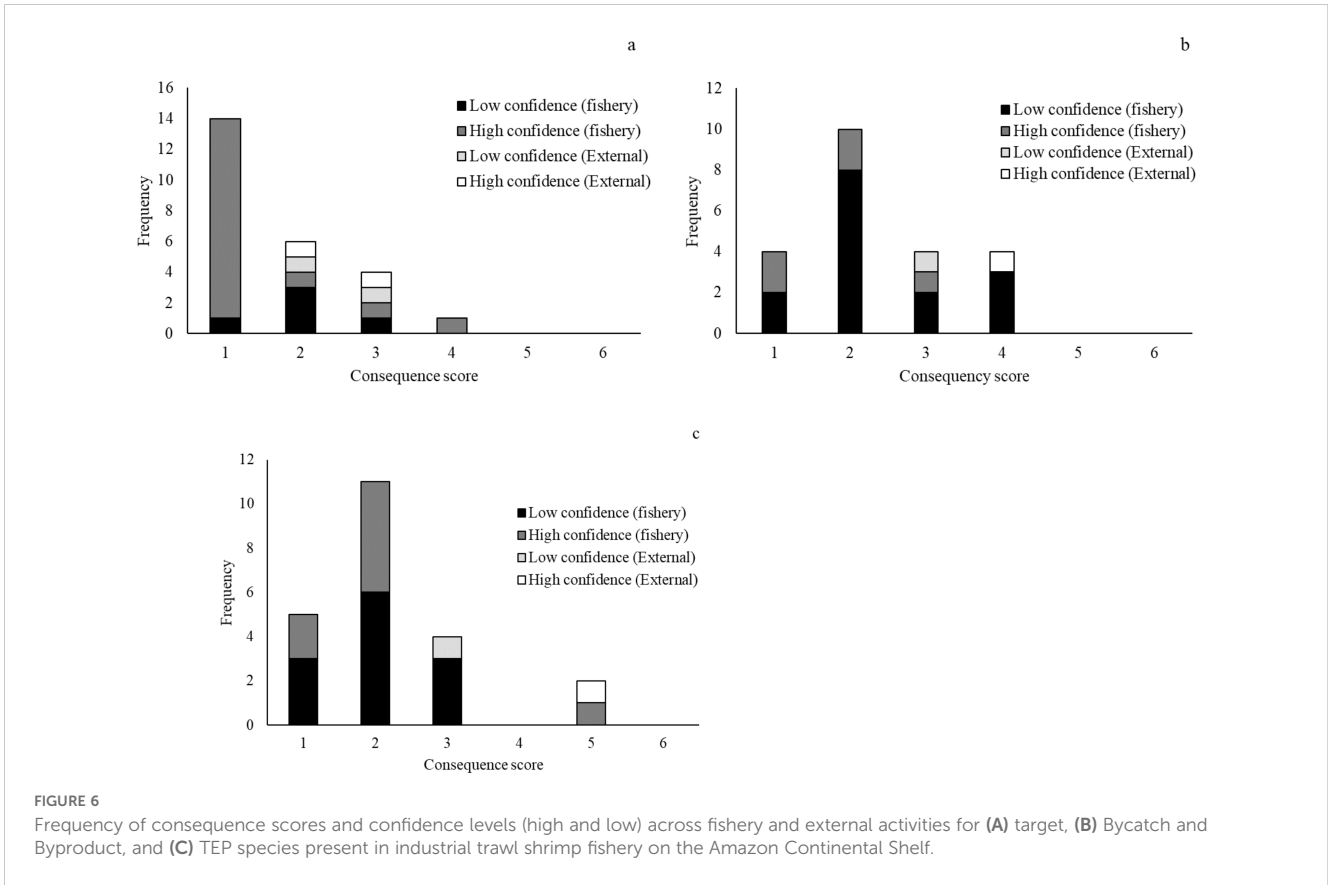 a
16
14
12
10
8
6
4
2
0
Frequency
1 2 3 4 5 6
Consequence score
Low confidence (fishery)
High confidence (fishery)
Low confidence (External)
High confidence (External)
b
12
10
8
6
4
2
0
Frequency
1 2 3 4 5 6
Consequency score
Low confidence (fishery)
High confidence (fishery)
Low confidence (External)
High confidence (External)
c
12
10
8
6
4
2
0
Frequency
1 2 3 4 5 6
Consequence score
Low confidence (fishery)
High confidence (fishery)
Low confidence (External)
High confidence (External)
FIGURE 6
Frequency of consequence scores and confidence levels (high and low) across fishery and external activities for (A) target, (B) Bycatch and
Byproduct, and (C) TEP species present in industrial trawl shrimp fishery on the Amazon Continental Shelf.